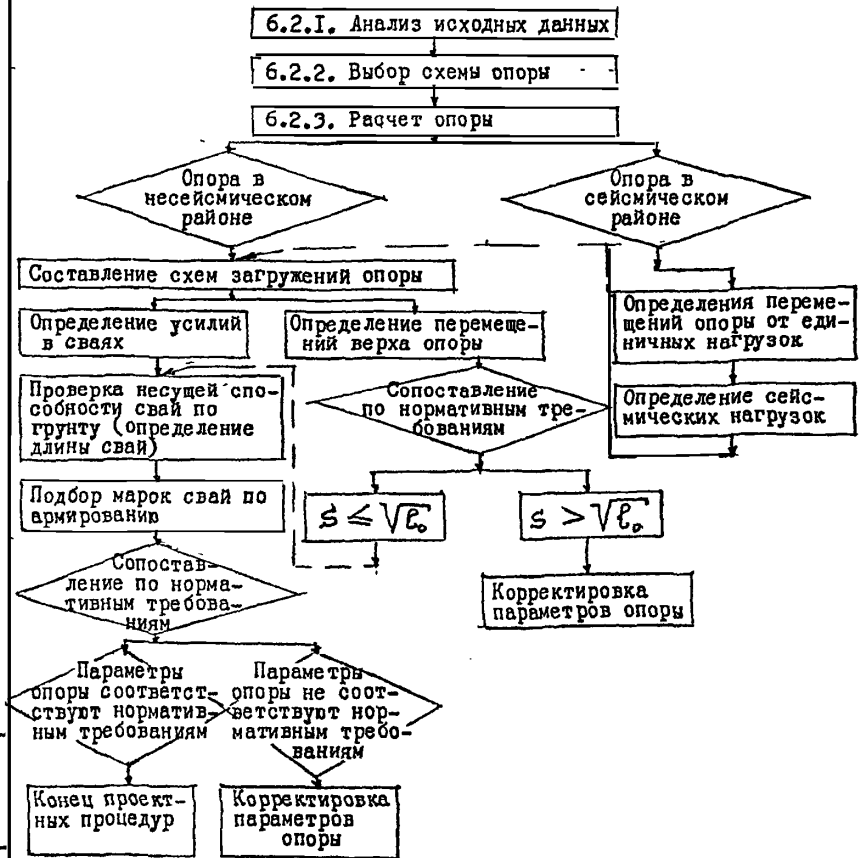 6.2.I. Анализ исходных данных
6.2.2. Выбор схемы опоры
6.2.3. Расчет опоры
Опора в
несейсмическом
районе
Опора в
сейсмическом
районе
Составление схем загружений опоры
Определение усилий
в сваях
Определение перемеще-
ний верха опоры
Определения переме-
щений опоры от еди-
ничных нагрузок
Проверка несущей спо-
собности свай по
грунту (определение
длины свай)
Сопоставление
по нормативным тре-
бованиям
Определение сейс-
мических нагрузок
Подбор марок свай по
армированию
S ≤ √ℓ₀
S > √ℓ₀
Сопостав-
ление по норма-
тивным требова-
ниям
Корректировка
параметров опоры
Параметры
опоры соответст-
ствуют норматив-
ным требованиям
Параметры
опоры не соот-
ветствуют нор-
мативным требо-
ваниям
Конец проект-
ных процедур
Корректировка
параметров
опоры